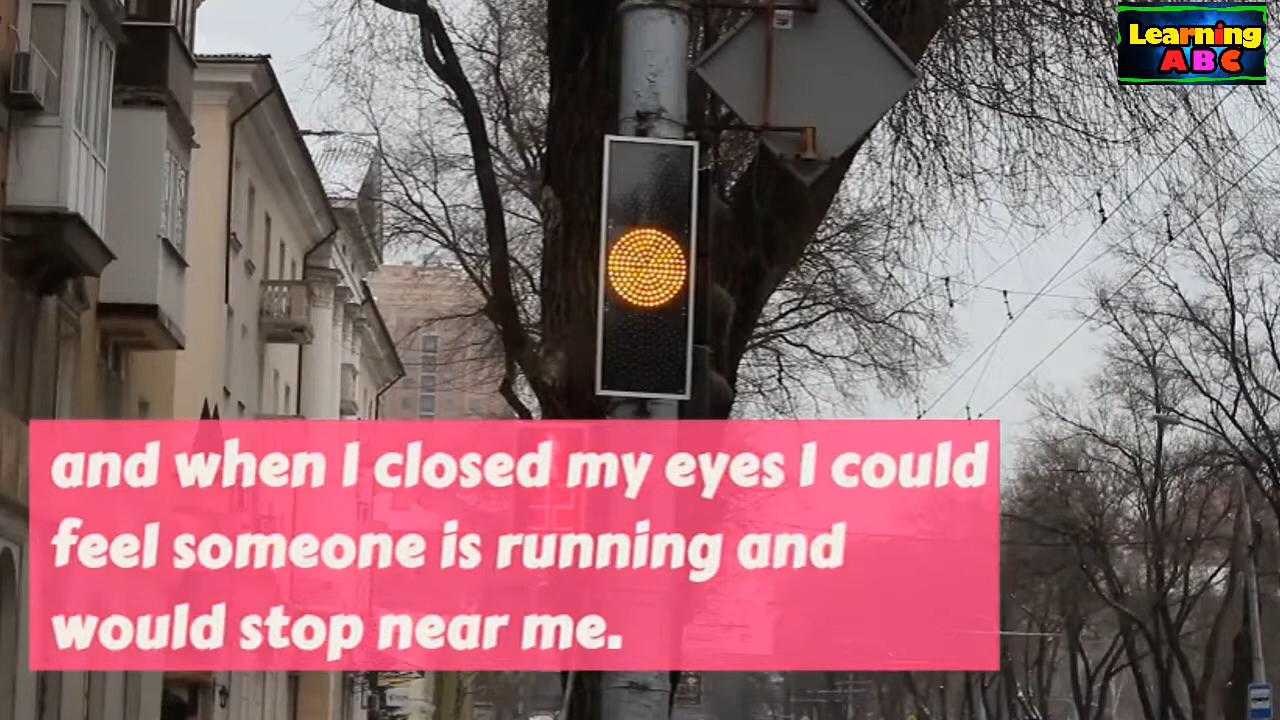 Learning
ABC
and when I closed my eyes I could
feel someone is running and
would stop near me.